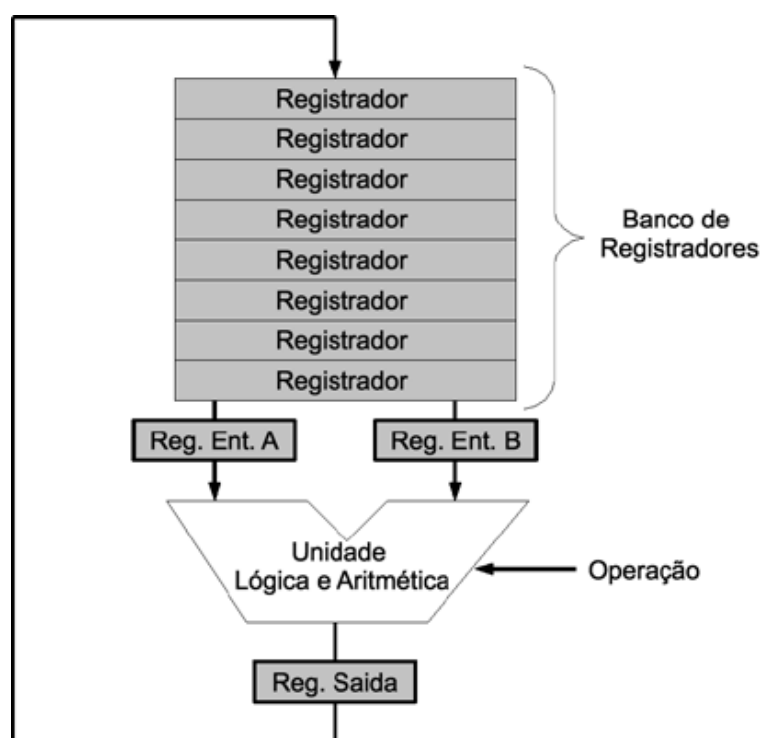 Registrador
Registrador
Registrador
Registrador
Registrador
Registrador
Registrador
Registrador
Banco de
Registradores
Reg. Ent. A
Reg. Ent. B
Unidade
Lógica e Aritmética
Operação
Reg. Saida